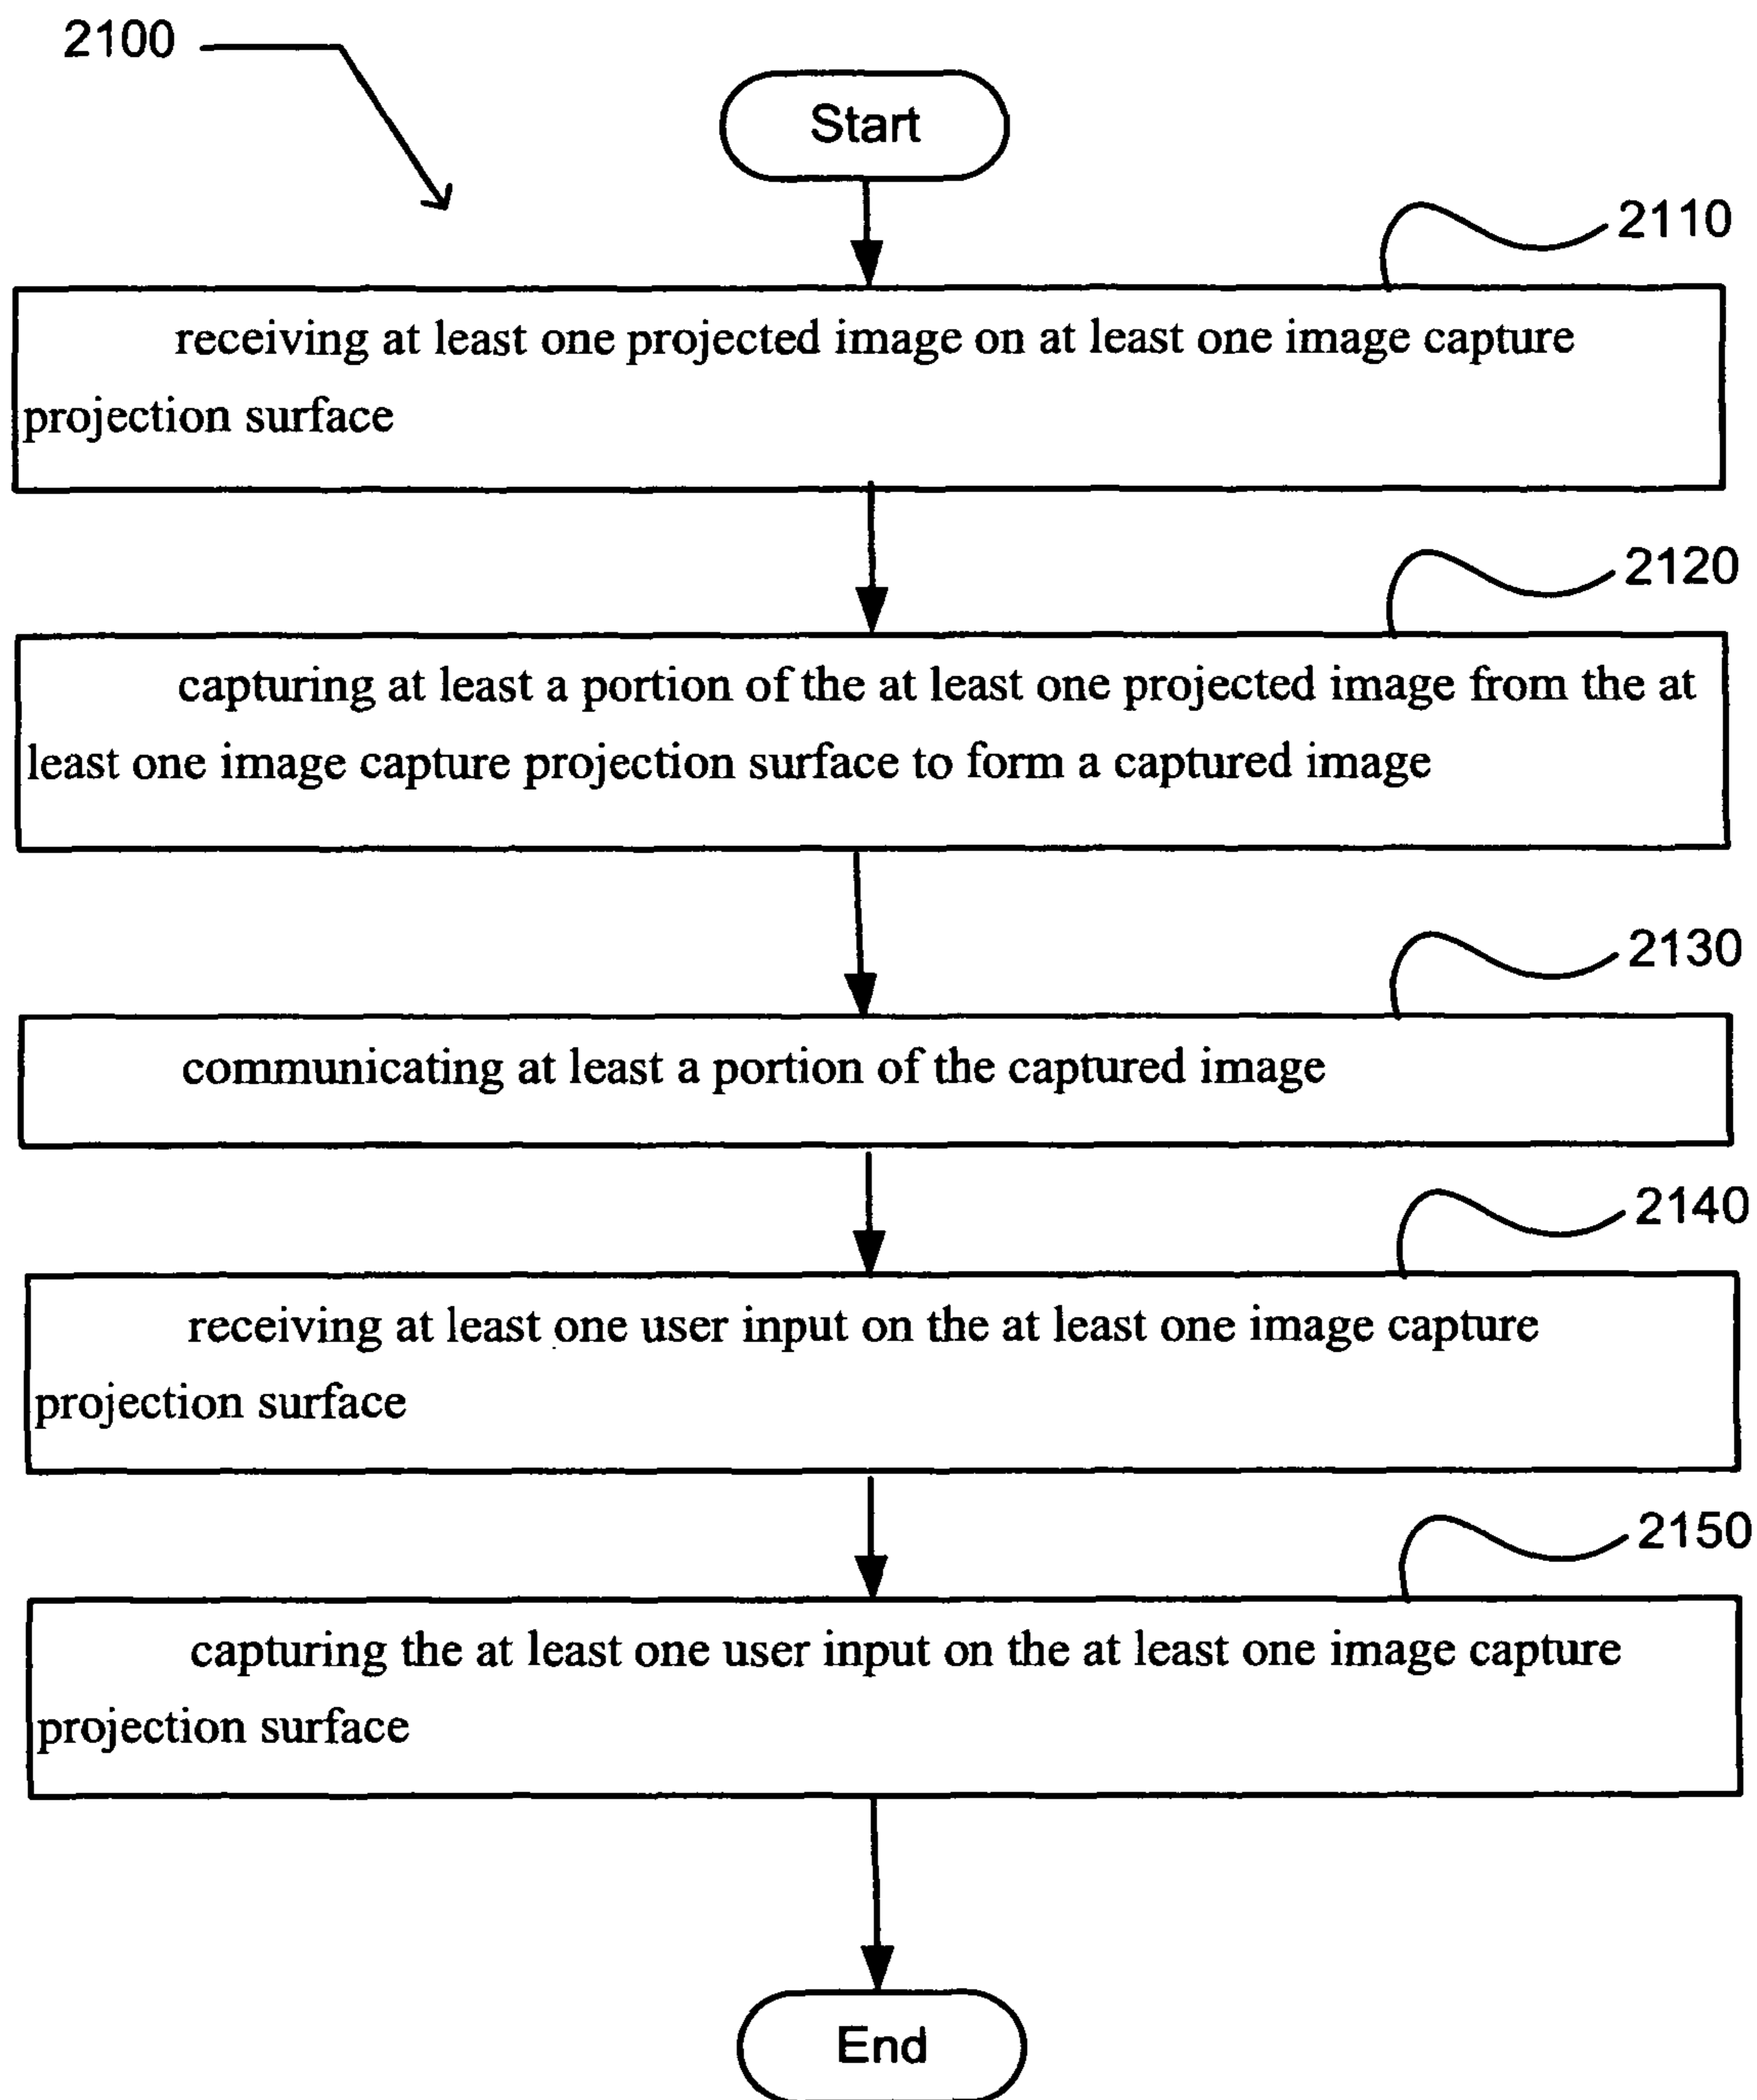 2100
Start
2110
receiving at least one projected image on at least one image capture
projection surface
2120
capturing at least a portion of the at least one projected image from the at
least one image capture projection surface to form a captured image
2130
communicating at least a portion of the captured image
2140
receiving at least one user input on the at least one image capture
projection surface
2150
capturing the at least one user input on the at least one image capture
projection surface
End